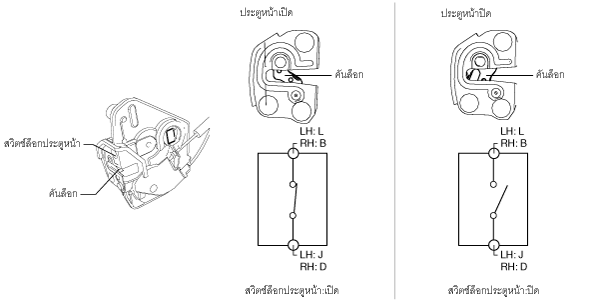 สวิตช์ล็อกประตูหน้า
คันล็อก
ประตูหน้าเปิด
คันล็อก
LH: L
RH: B
LH: J
RH: D
สวิตช์ล็อกประตูหน้า:เปิด
ประตูหน้าปิด
คันล็อก
LH: L
RH: B
LH: J
RH: D
สวิตช์ล็อกประตูหน้า:ปิด